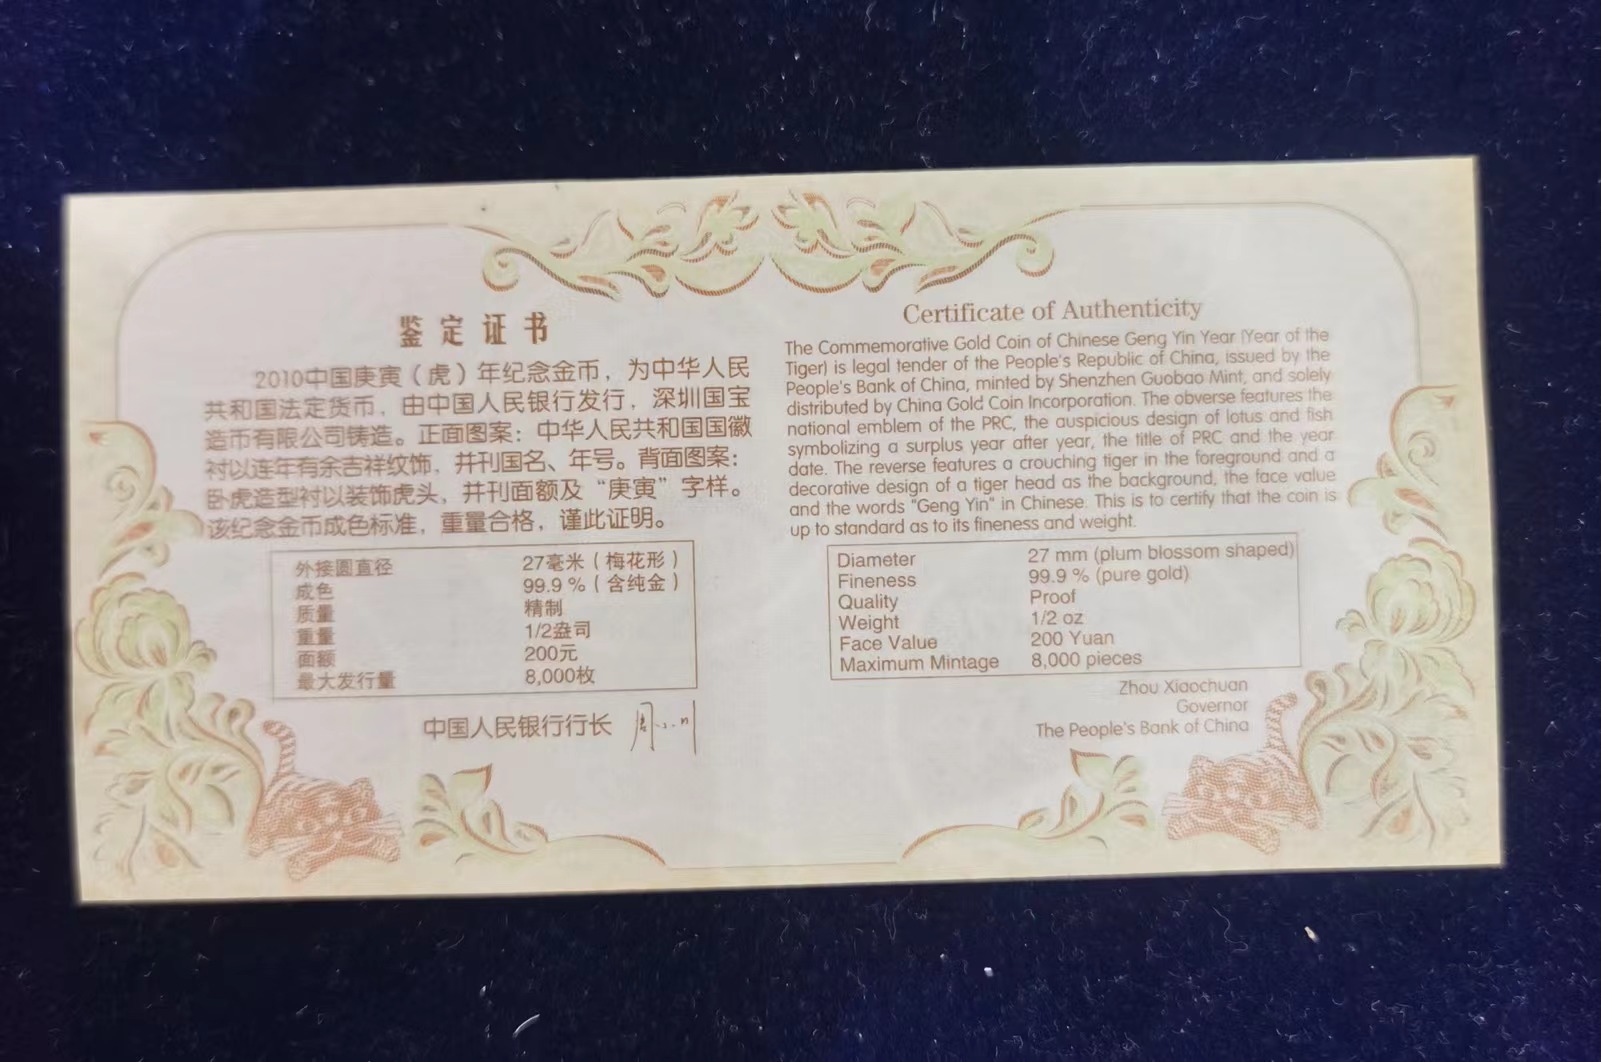 鉴定证书
2010中国庚寅（虎）年纪念金币，为中华人民
共和国法定货币，由中国人民银行发行，深圳国宝
造币有限公司铸造。正面图案：中华人民共和国国徽
衬以连年有余吉祥纹饰，并刊国名、年号。背面图案：
卧虎造型衬以装饰虎头，并刊面额及“庚寅”字样。
该纪念金币成色标准，重量合格，谨此证明。
外接圆直径 27毫米（梅花形）
成色 99.9％（含纯金）
质量 精制
重量 1/2盎司
面额 200元
最大发行量 8,000枚
中国人民银行行长 周小川
Certificate of Authenticity
The Commemorative Gold Coin of Chinese Geng Yin Year (Year of the
Tiger) is legal tender of the People's Republic of China, issued by the
People's Bank of China, minted by Shenzhen Guobao Mint, and solely
distributed by China Gold Coin Incorporation. The obverse features the
national emblem of the PRC, the auspicious design of lotus and fish
symbolizing a surplus year after year, the title of PRC and the year
date. The reverse features a crouching tiger in the foreground and a
decorative design of a tiger head as the background, the face value
and the words "Geng Yin" in Chinese. This is to certify that the coin is
up to standard as to its fineness and weight.
Diameter 27 mm (plum blossom shaped)
Fineness 99.9 % (pure gold)
Quality Proof
Weight 1/2 oz
Face Value 200 Yuan
Maximum Mintage 8,000 pieces
Zhou Xiaochuan
Governor
The People's Bank of China